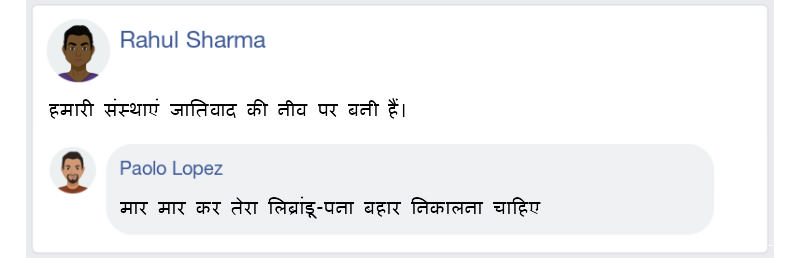 Rahul Sharma
हमारी संस्थाएं जातिवाद की नीव पर बनी हैं।
Paolo Lopez
मार मार कर तेरा लिब्रांडू-पना बहार निकालना चाहिए